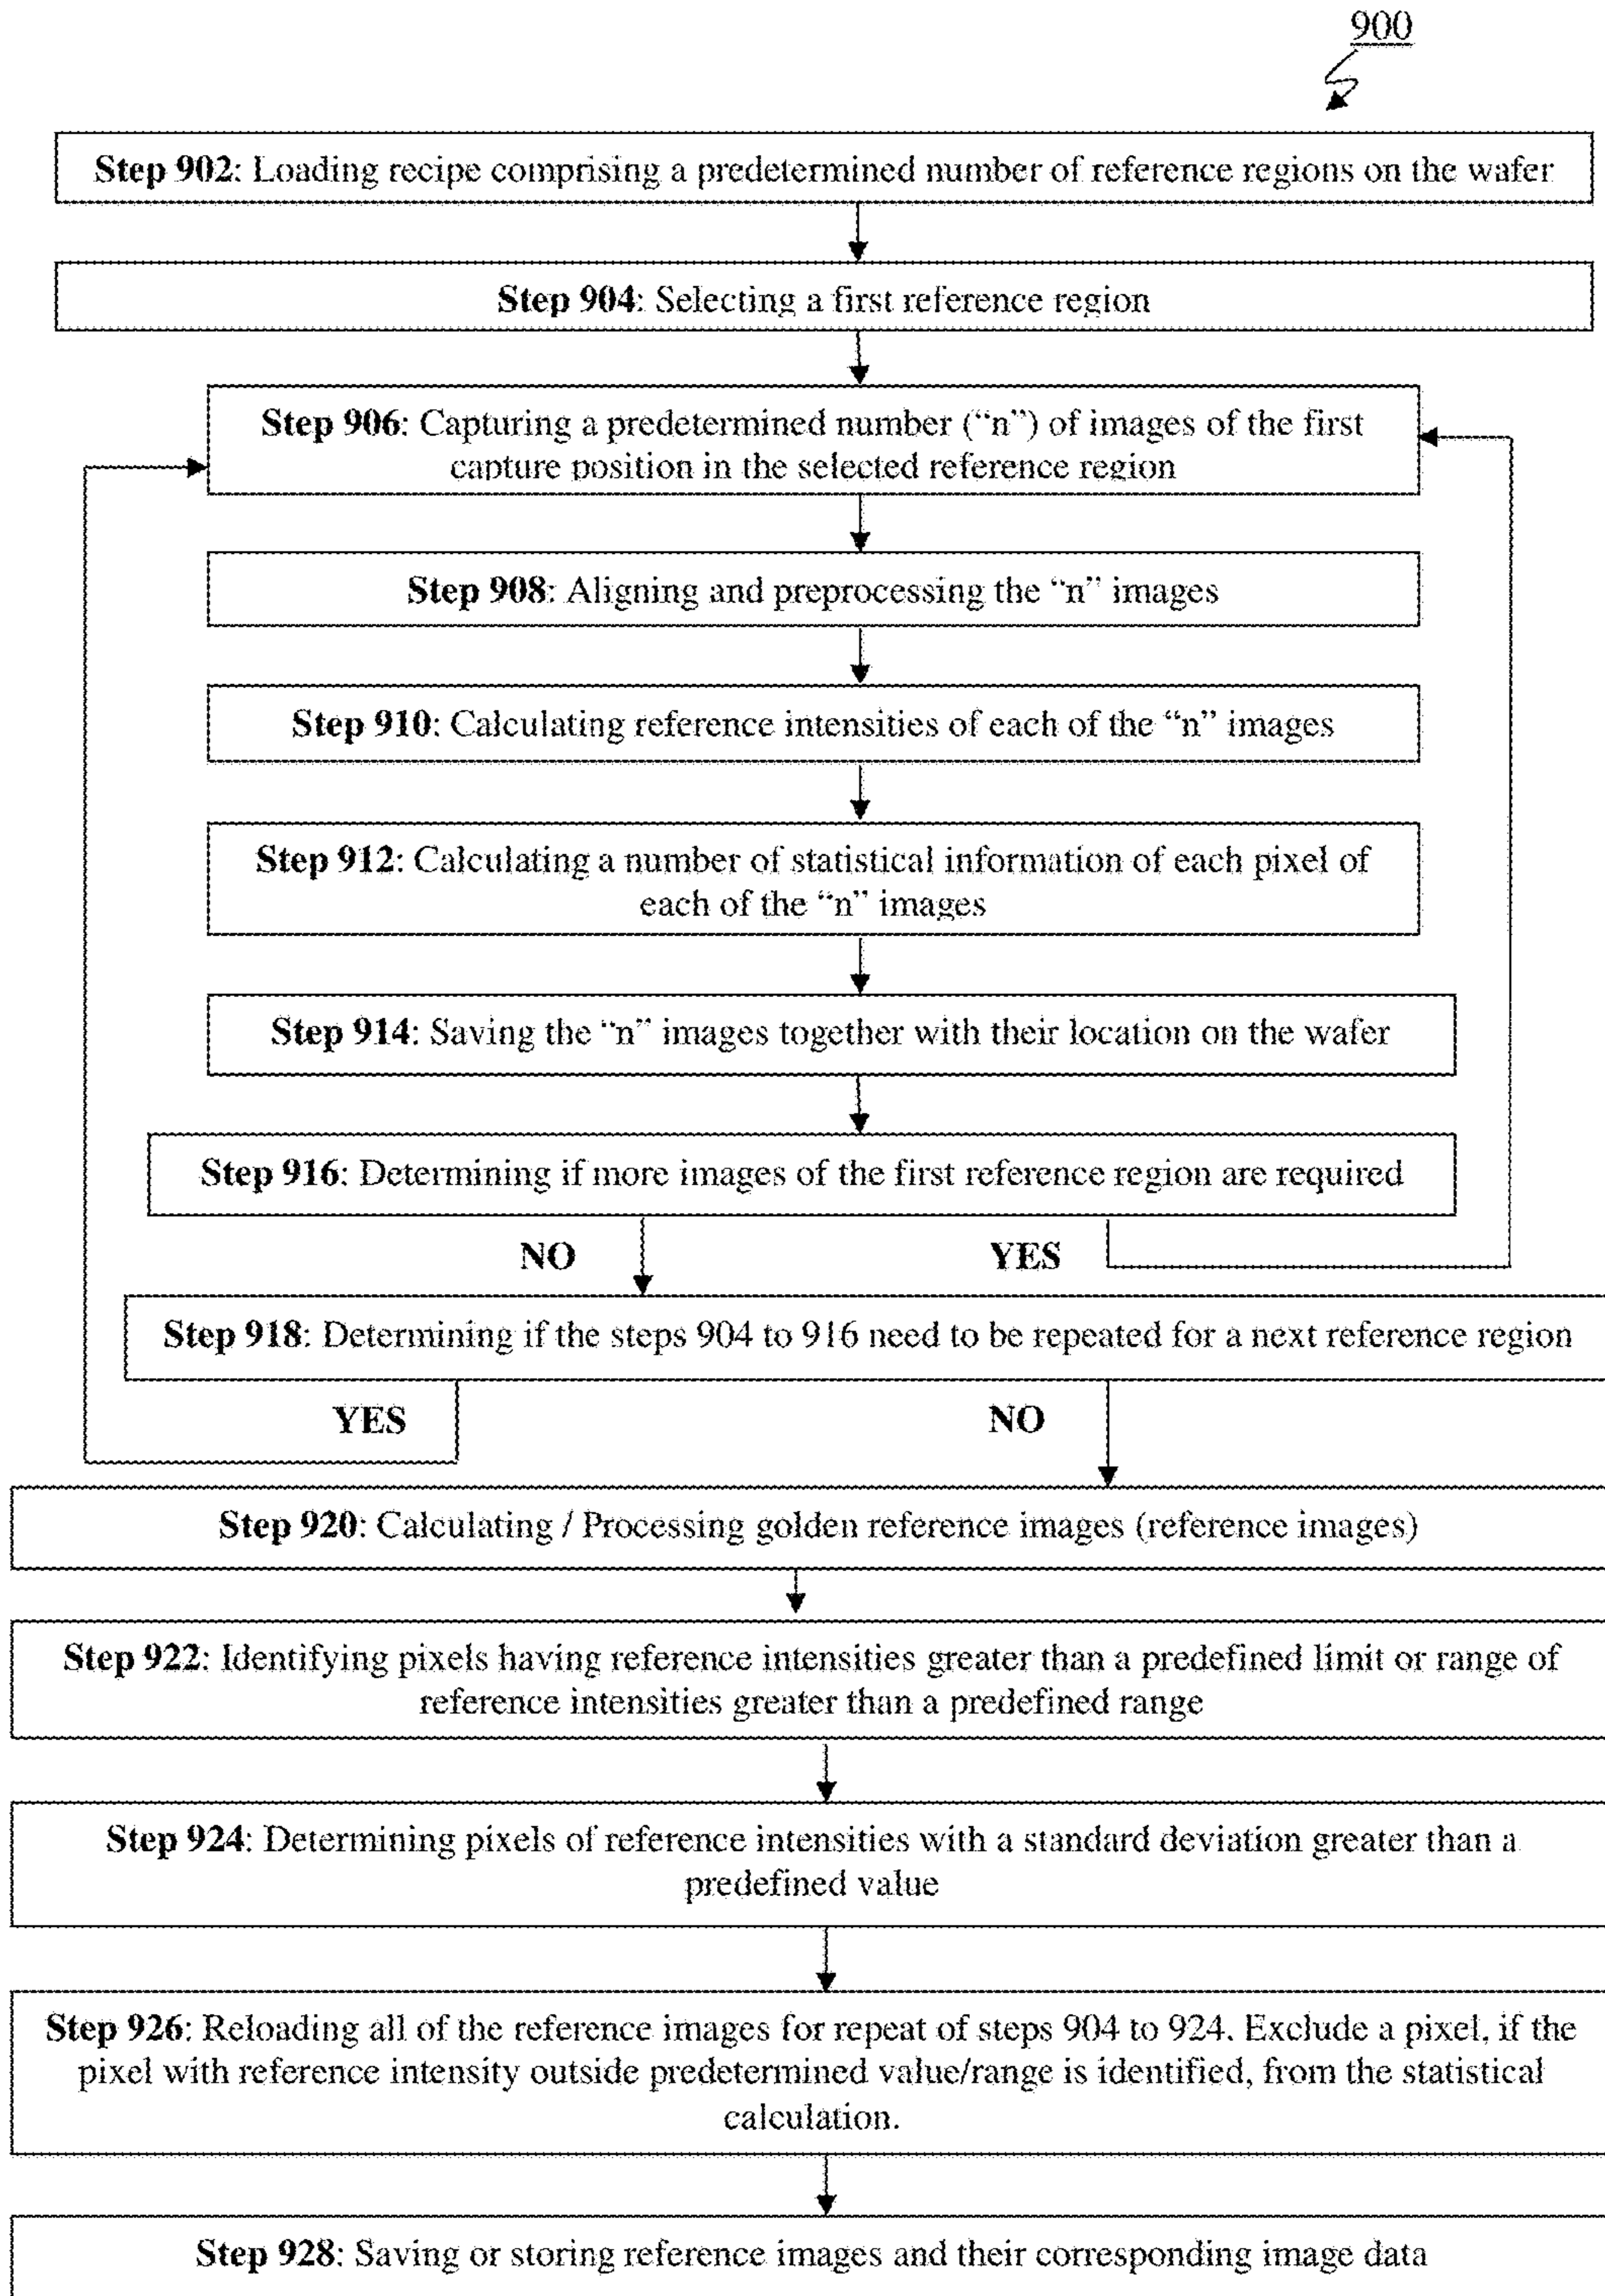 900
Step 902: Loading recipe comprising a predetermined number of reference regions on the wafer
Step 904: Selecting a first reference region
Step 906: Capturing a predetermined number (“n”) of images of the first
capture position in the selected reference region
Step 908: Aligning and preprocessing the “n” images
Step 910: Calculating reference intensities of each of the “n” images
Step 912: Calculating a number of statistical information of each pixel of
each of the “n” images
Step 914: Saving the “n” images together with their location on the wafer
Step 916: Determining if more images of the first reference region are required
NO YES
Step 918: Determining if the steps 904 to 916 need to be repeated for a next reference region
YES NO
Step 920: Calculating / Processing golden reference images (reference images)
Step 922: Identifying pixels having reference intensities greater than a predefined limit or range of
reference intensities greater than a predefined range
Step 924: Determining pixels of reference intensities with a standard deviation greater than a
predefined value
Step 926: Reloading all of the reference images for repeat of steps 904 to 924. Exclude a pixel, if the
pixel with reference intensity outside predetermined value/range is identified, from the statistical
calculation.
Step 928: Saving or storing reference images and their corresponding image data